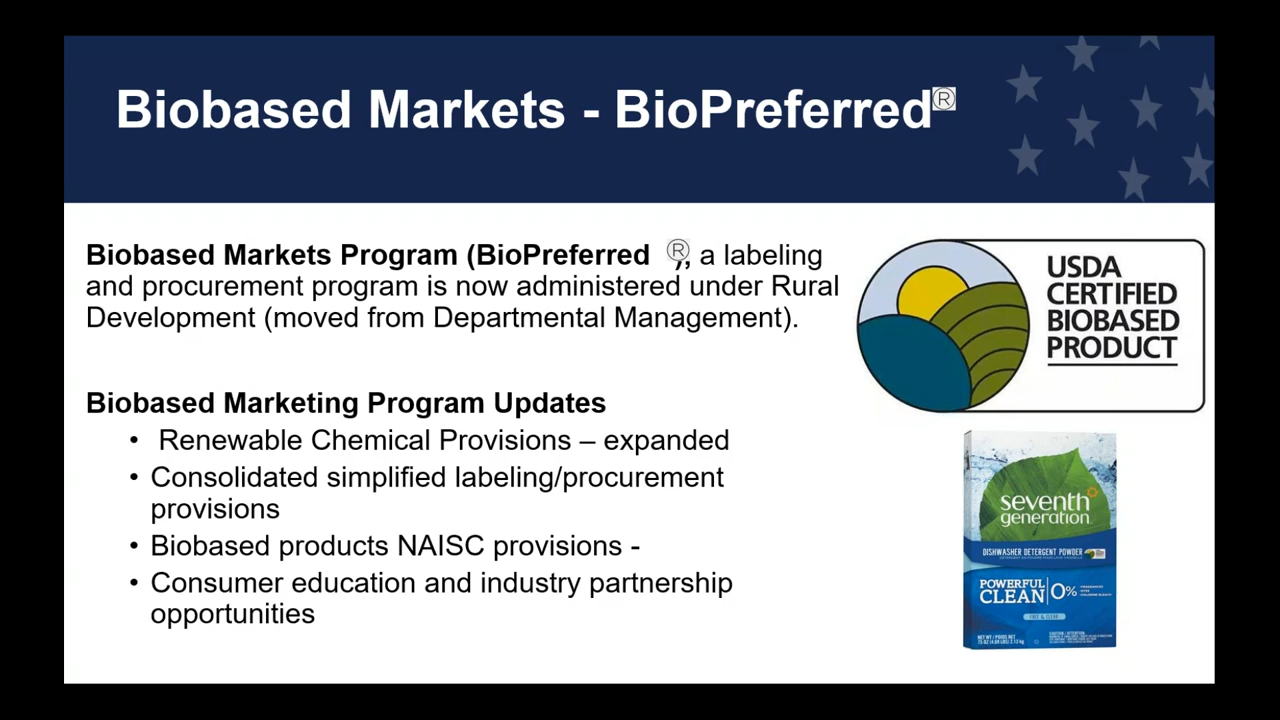 Biobased Markets - BioPreferred®
Biobased Markets Program (BioPreferred ®), a labeling
and procurement program is now administered under Rural
Development (moved from Departmental Management).
USDA
CERTIFIED
BIOBASED
PRODUCT
Biobased Marketing Program Updates
• Renewable Chemical Provisions – expanded
• Consolidated simplified labeling/procurement
provisions
• Biobased products NAISC provisions -
• Consumer education and industry partnership
opportunities
seventh
generation
DISHWASHER DETERGENT POWDER
POWERFUL
CLEAN 0%
FREE & CLEAR